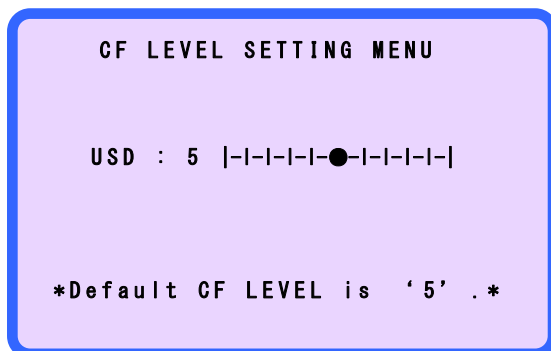 CF LEVEL SETTING MENU
USD : 5 |-|-|-|-|-●-|-|-|-|-|
*Default CF LEVEL is ‘5’.*